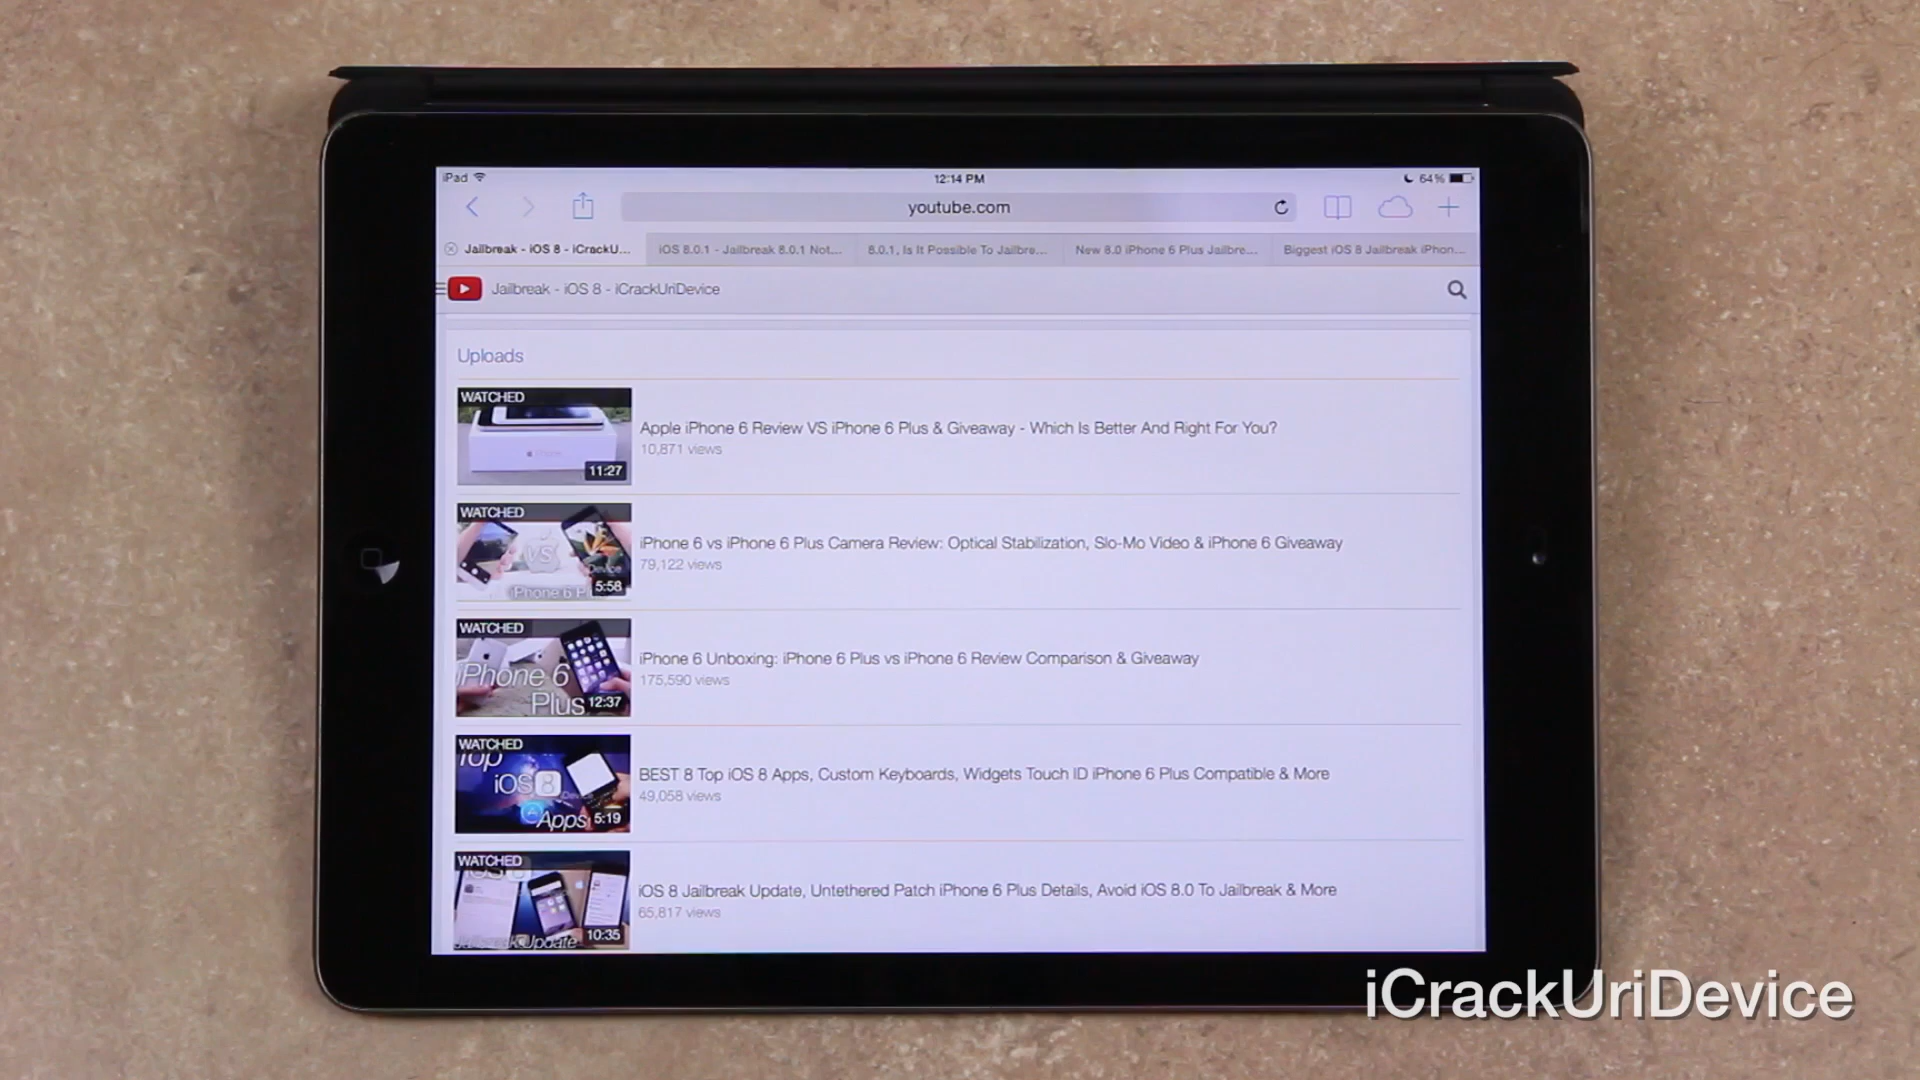 iPad 12:14 PM 64%
youtube.com
Jailbreak - iOS 8 - iCrackU... iOS 8.0.1 - Jailbreak 8.0.1 Not... 8.0.1, Is It Possible To Jailbre... New 8.0 iPhone 6 Plus Jailbre... Biggest iOS 8 Jailbreak iPhon...
Jailbreak - iOS 8 - iCrackUriDevice
Uploads
WATCHED
11:27
Apple iPhone 6 Review VS iPhone 6 Plus & Giveaway - Which Is Better And Right For You?
10,871 views
WATCHED
VS
iPhone 6 P
5:58
iPhone 6 vs iPhone 6 Plus Camera Review: Optical Stabilization, Slo-Mo Video & iPhone 6 Giveaway
79,122 views
WATCHED
iPhone 6
Plus 12:37
iPhone 6 Unboxing: iPhone 6 Plus vs iPhone 6 Review Comparison & Giveaway
175,590 views
WATCHED
Top
iOS 8
Apps 5:19
BEST 8 Top iOS 8 Apps, Custom Keyboards, Widgets Touch ID iPhone 6 Plus Compatible & More
49,058 views
WATCHED
iOS 8
10:35
Jailbreak Update
iOS 8 Jailbreak Update, Untethered Patch iPhone 6 Plus Details, Avoid iOS 8.0 To Jailbreak & More
65,817 views
iCrackUriDevice